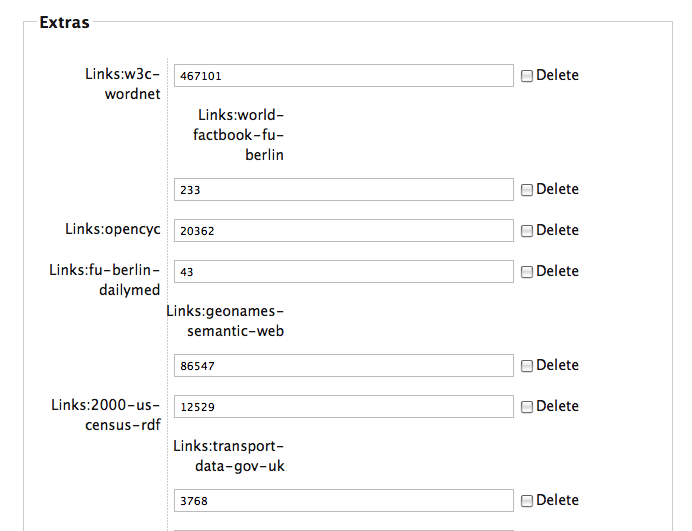 Extras
Links:w3c-
wordnet
467101
Delete
Links:world-
factbook-fu-
berlin
233
Delete
Links:opencyc
20362
Delete
Links:fu-berlin-
dailymed
43
Delete
Links:geonames-
semantic-web
86547
Delete
Links:2000-us-
census-rdf
12529
Delete
Links:transport-
data-gov-uk
3768
Delete